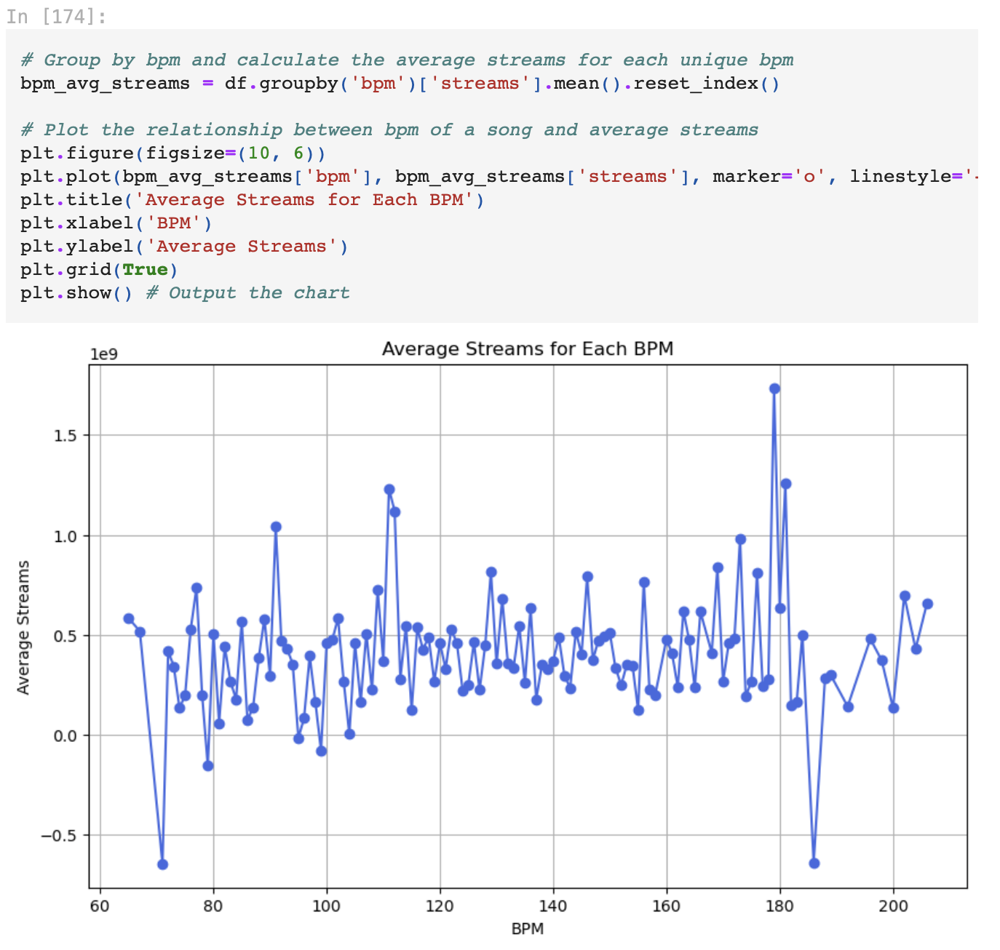 In [174]:
# Group by bpm and calculate the average streams for each unique bpm
bpm_avg_streams = df.groupby('bpm')['streams'].mean().reset_index()
# Plot the relationship between bpm of a song and average streams
plt.figure(figsize=(10, 6))
plt.plot(bpm_avg_streams['bpm'], bpm_avg_streams['streams'], marker='o', linestyle='-
plt.title('Average Streams for Each BPM')
plt.xlabel('BPM')
plt.ylabel('Average Streams')
plt.grid(True)
plt.show() # Output the chart
Average Streams for Each BPM
1e9
1.5
1.0
0.5
0.0
−0.5
Average Streams
60 80 100 120 140 160 180 200
BPM